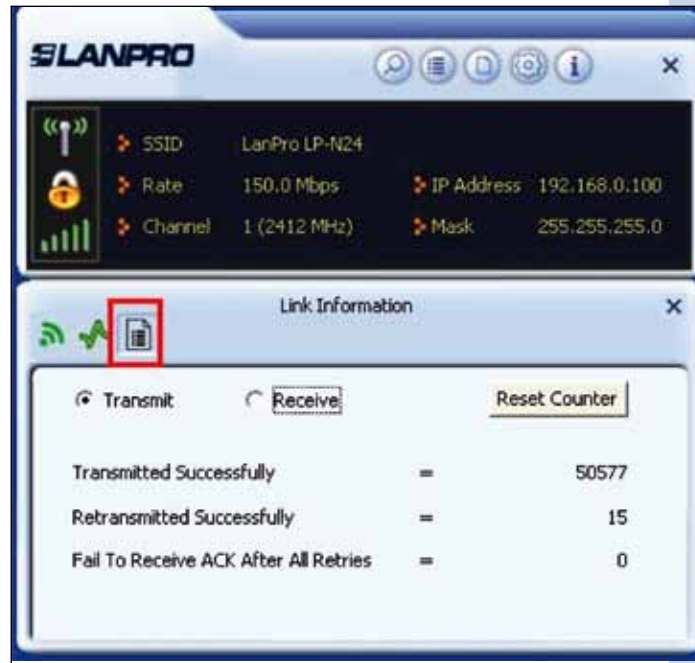 LANPRO
SSID LanPro LP-N24
Rate 150.0 Mbps IP Address 192.168.0.100
Channel 1 (2412 MHz) Mask 255.255.255.0
Link Information
Transmit Receive Reset Counter
Transmitted Successfully = 50577
Retransmitted Successfully = 15
Fail To Receive ACK After All Retries = 0